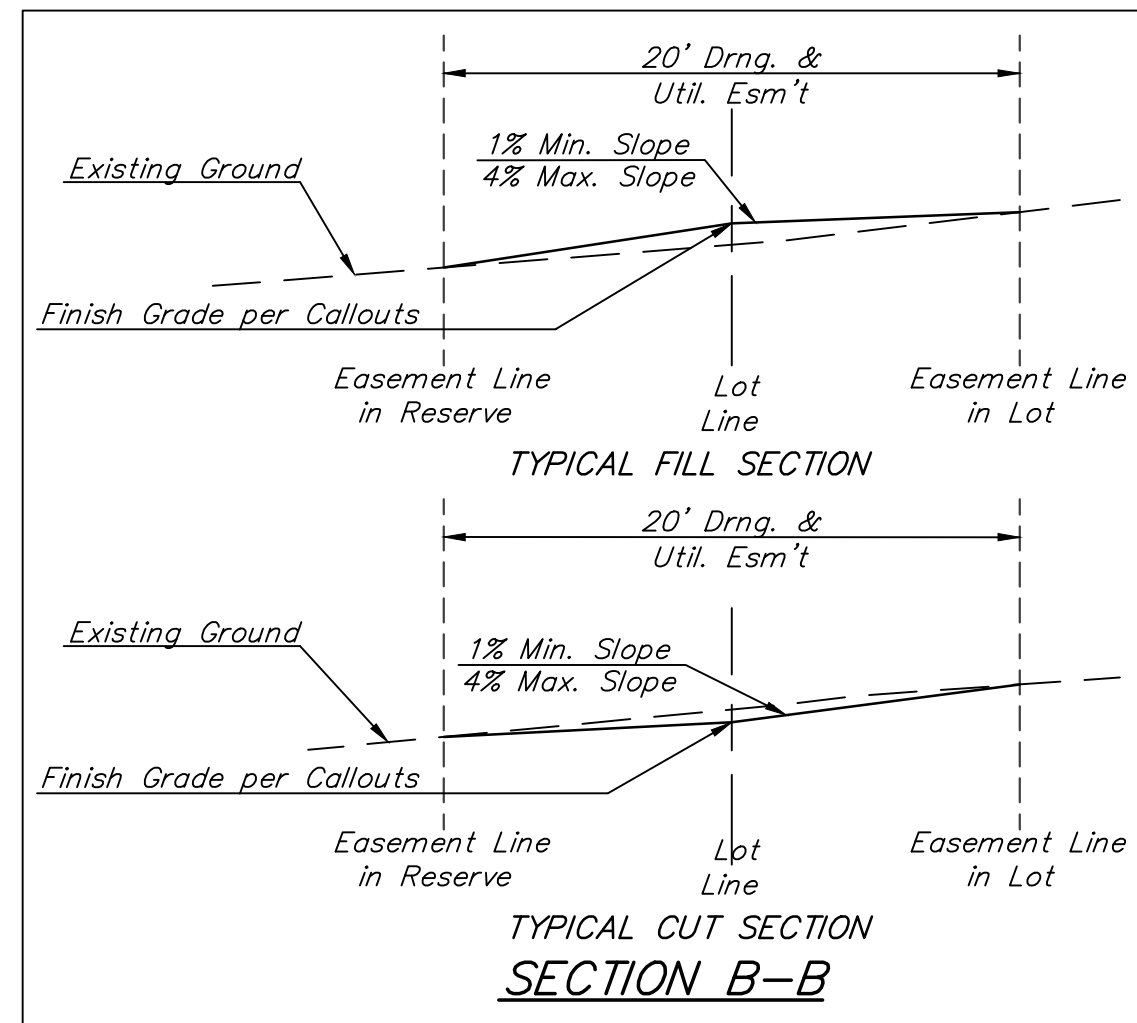 20' Drng. &
Util. Esm't
1% Min. Slope
4% Max. Slope
Existing Ground
Finish Grade per Callouts
Easement Line
in Reserve
Lot
Line
Easement Line
in Lot
TYPICAL FILL SECTION
20' Drng. &
Util. Esm't
Existing Ground
1% Min. Slope
4% Max. Slope
Finish Grade per Callouts
Easement Line
in Reserve
Lot
Line
Easement Line
in Lot
TYPICAL CUT SECTION
SECTION B-B